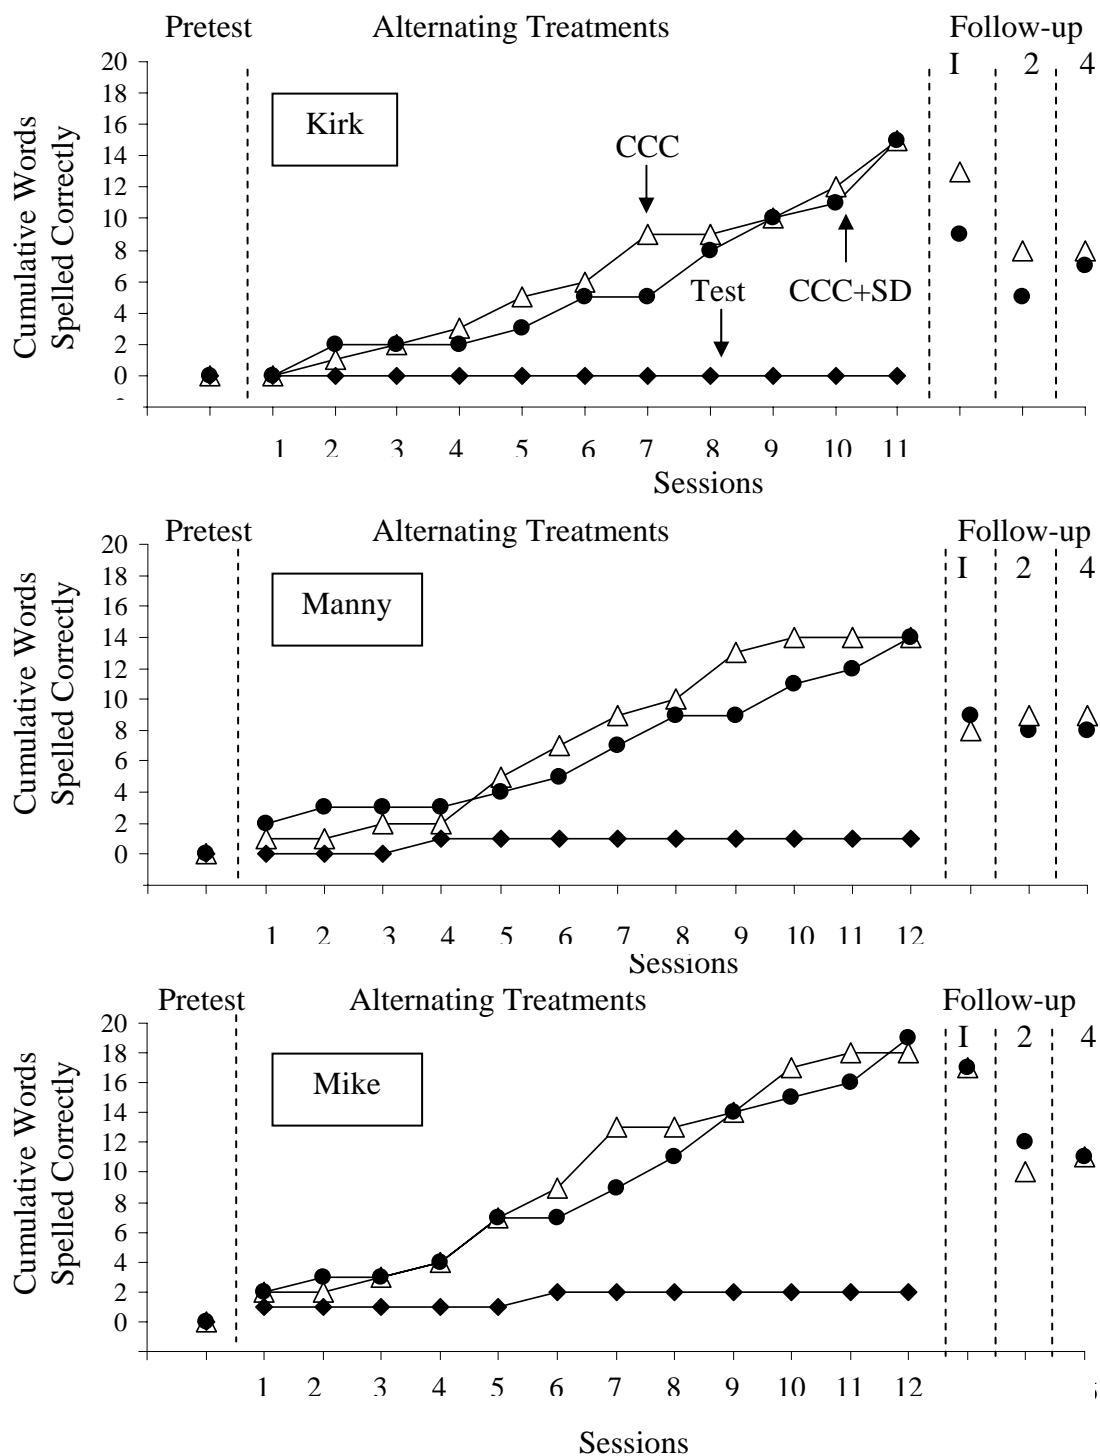 Pretest Alternating Treatments Follow-up
I 2 4
20
18
16
14
12
10
8
6
4
2
0
Cumulative Words
Spelled Correctly
Kirk
CCC
Test CCC+SD
1 2 3 4 5 6 7 8 9 10 11
Sessions
Pretest Alternating Treatments Follow-up
I 2 4
20
18
16
14
12
10
8
6
4
2
0
Cumulative Words
Spelled Correctly
Manny
1 2 3 4 5 6 7 8 9 10 11 12
Sessions
Pretest Alternating Treatments Follow-up
I 2 4
20
18
16
14
12
10
8
6
4
2
0
Cumulative Words
Spelled Correctly
Mike
1 2 3 4 5 6 7 8 9 10 11 12
Sessions